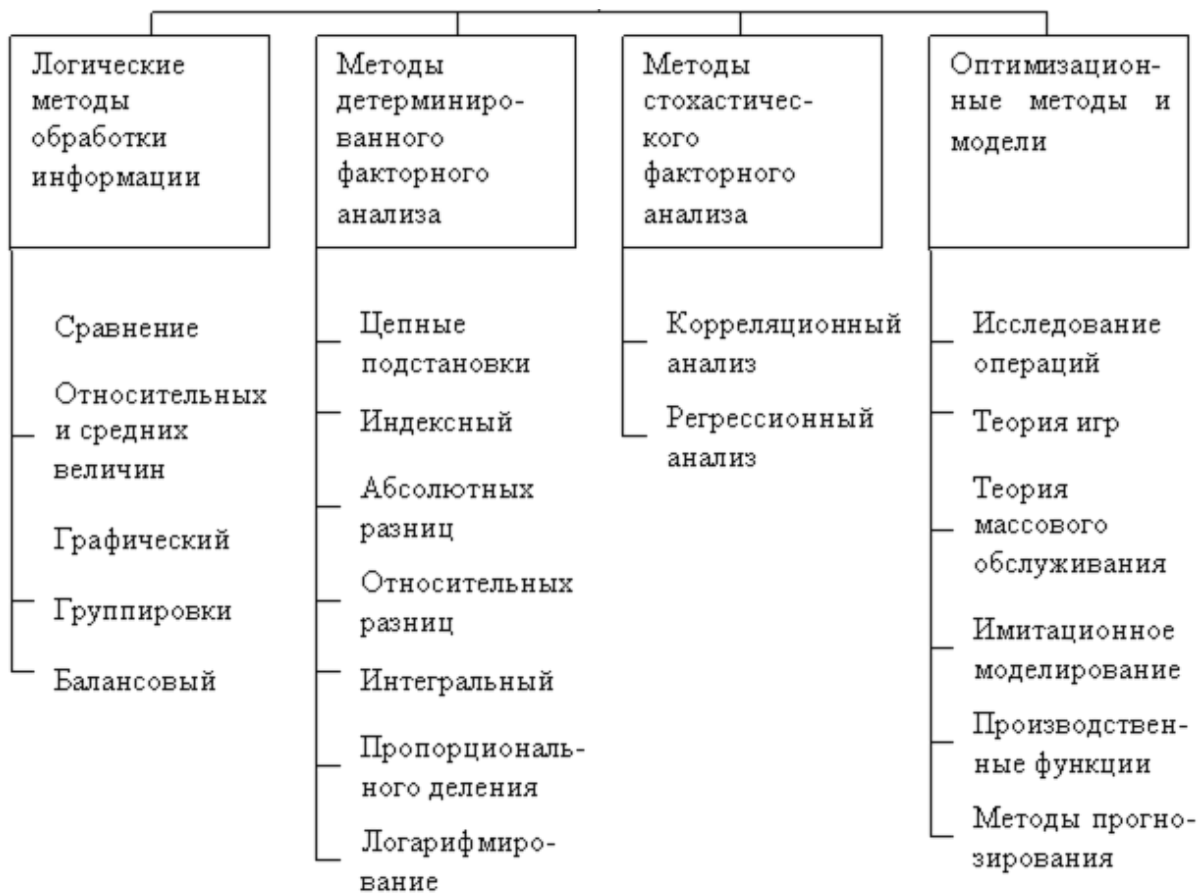 Логические
методы
обработки
информации
Сравнение
Относительных
и средних
величин
Графический
Группировки
Балансовый
Методы
детерминиро-
ванного
факторного
анализа
Цепные
подстановки
Индексный
Абсолютных
разниц
Относительных
разниц
Интегральный
Пропорциональ-
ного деления
Логарифмиро-
вание
Методы
стохастичес-
кого
факторного
анализа
Корреляционный
анализ
Регрессионный
анализ
Оптимизацион-
ные методы и
модели
Исследование
операций
Теория игр
Теория
массового
обслуживания
Имитационное
моделирование
Производствен-
ные функции
Методы прогно-
зирования